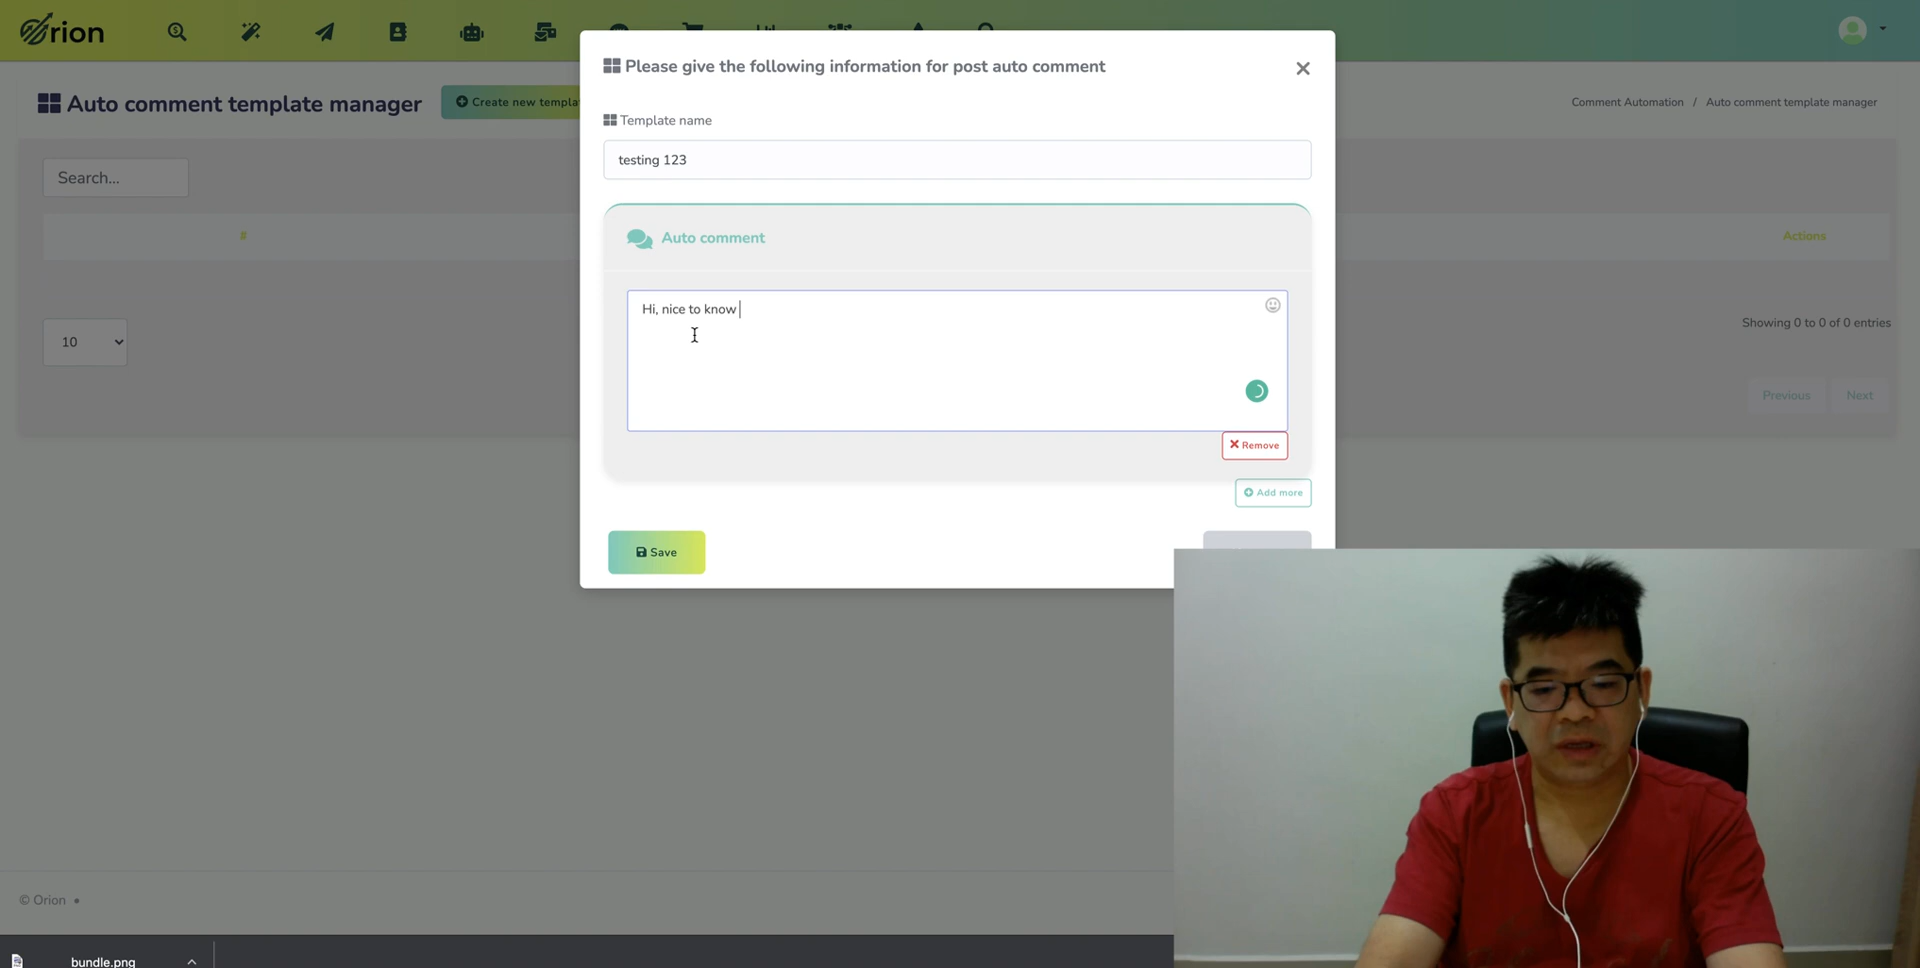 Orion
Please give the following information for post auto comment
Auto comment template manager
Create new templa
Comment Automation / Auto comment template manager
Template name
testing 123
Search...
Auto comment
#
Actions
Hi, nice to know
10
Showing 0 to 0 of 0 entries
Previous
Next
Remove
Add more
Save
© Orion •
bundle.png